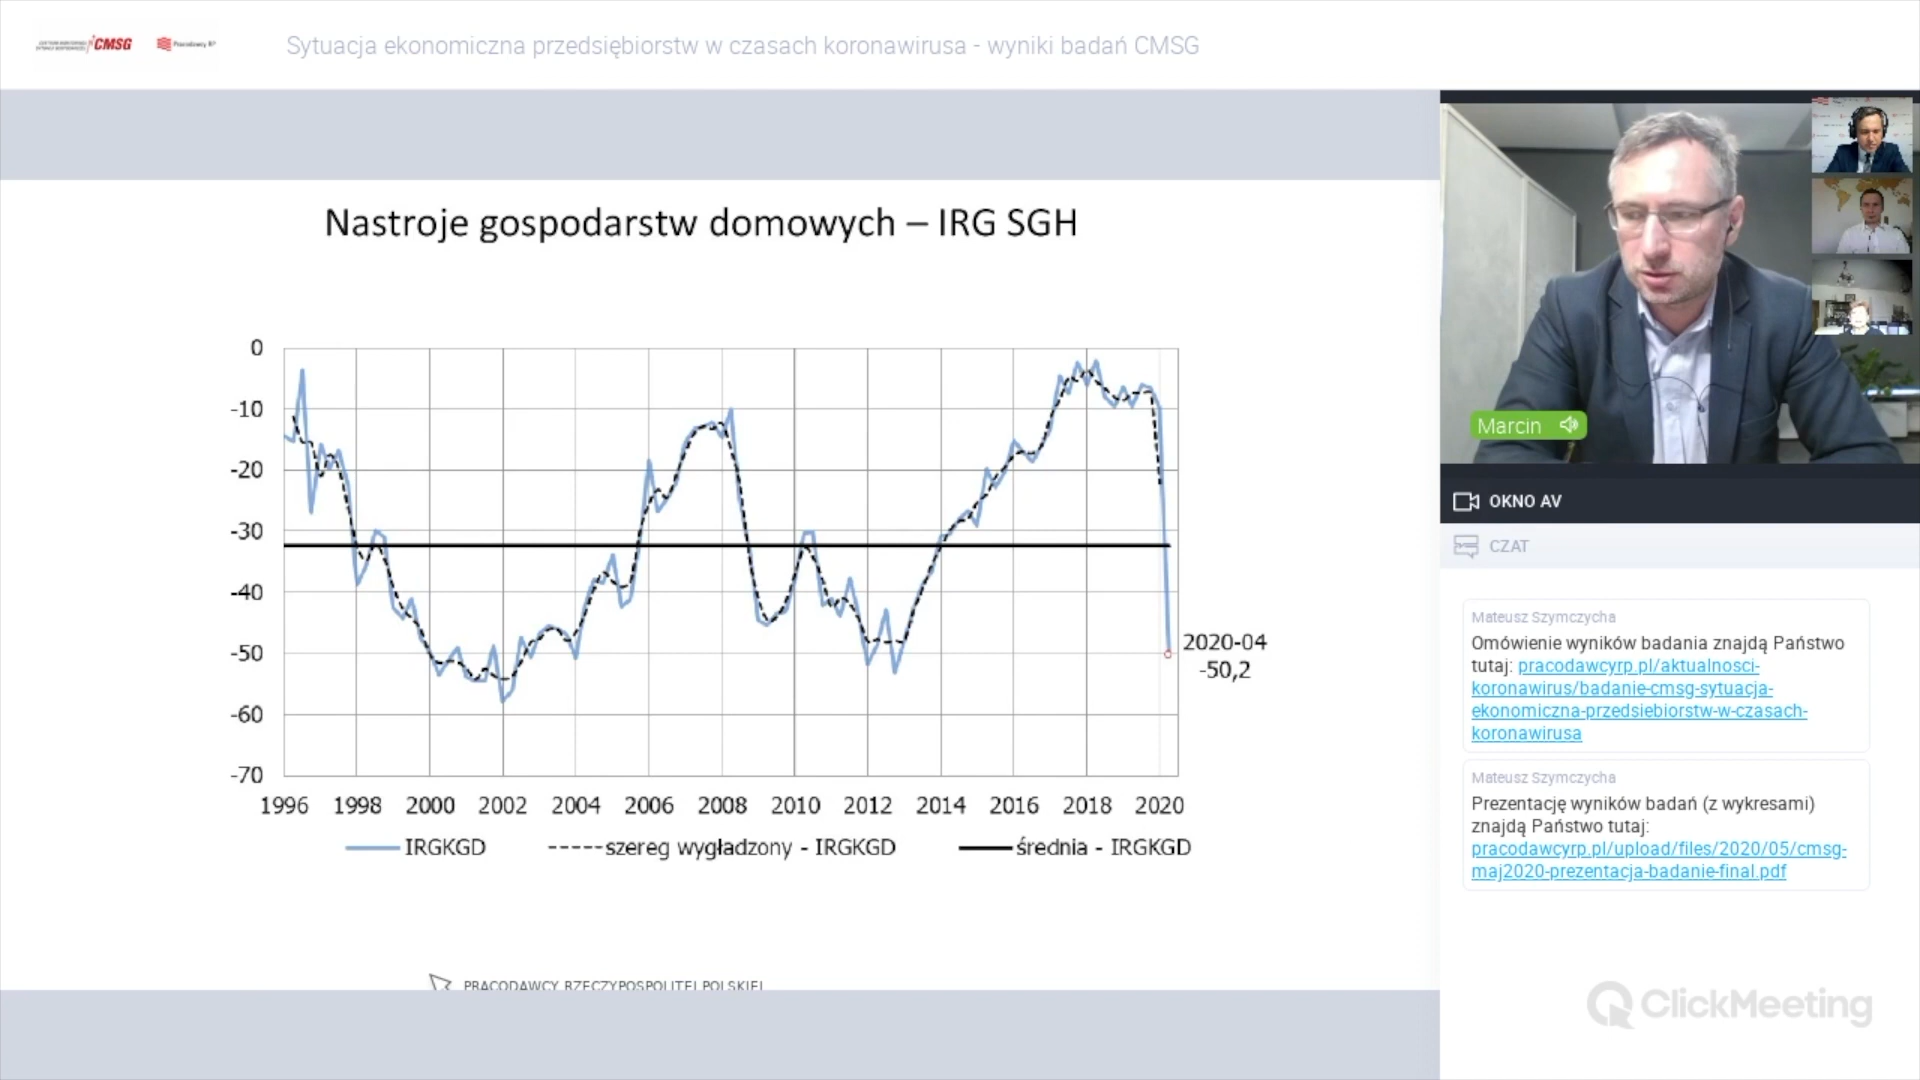 CMSG
Pracodawcy RP
Sytuacja ekonomiczna przedsiębiorstw w czasach koronawirusa - wyniki badań CMSG
Nastroje gospodarstw domowych – IRG SGH
0
-10
-20
-30
-40
-50
-60
-70
1996 1998 2000 2002 2004 2006 2008 2010 2012 2014 2016 2018 2020
2020-04
-50,2
IRGKGD szereg wygładzony - IRGKGD średnia - IRGKGD
PRACODAWCY RZECZYPOSPOLITEJ POLSKIEJ
Marcin
OKNO AV
CZAT
Mateusz Szymczycha
Omówienie wyników badania znajdą Państwo
tutaj: pracodawcyrp.pl/aktualnosci-
koronawirus/badanie-cmsg-sytuacja-
ekonomiczna-przedsiebiorstw-w-czasach-
koronawirusa
Mateusz Szymczycha
Prezentację wyników badań (z wykresami)
znajdą Państwo tutaj:
pracodawcyrp.pl/upload/files/2020/05/cmsg-
maj2020-prezentacja-badanie-final.pdf
ClickMeeting